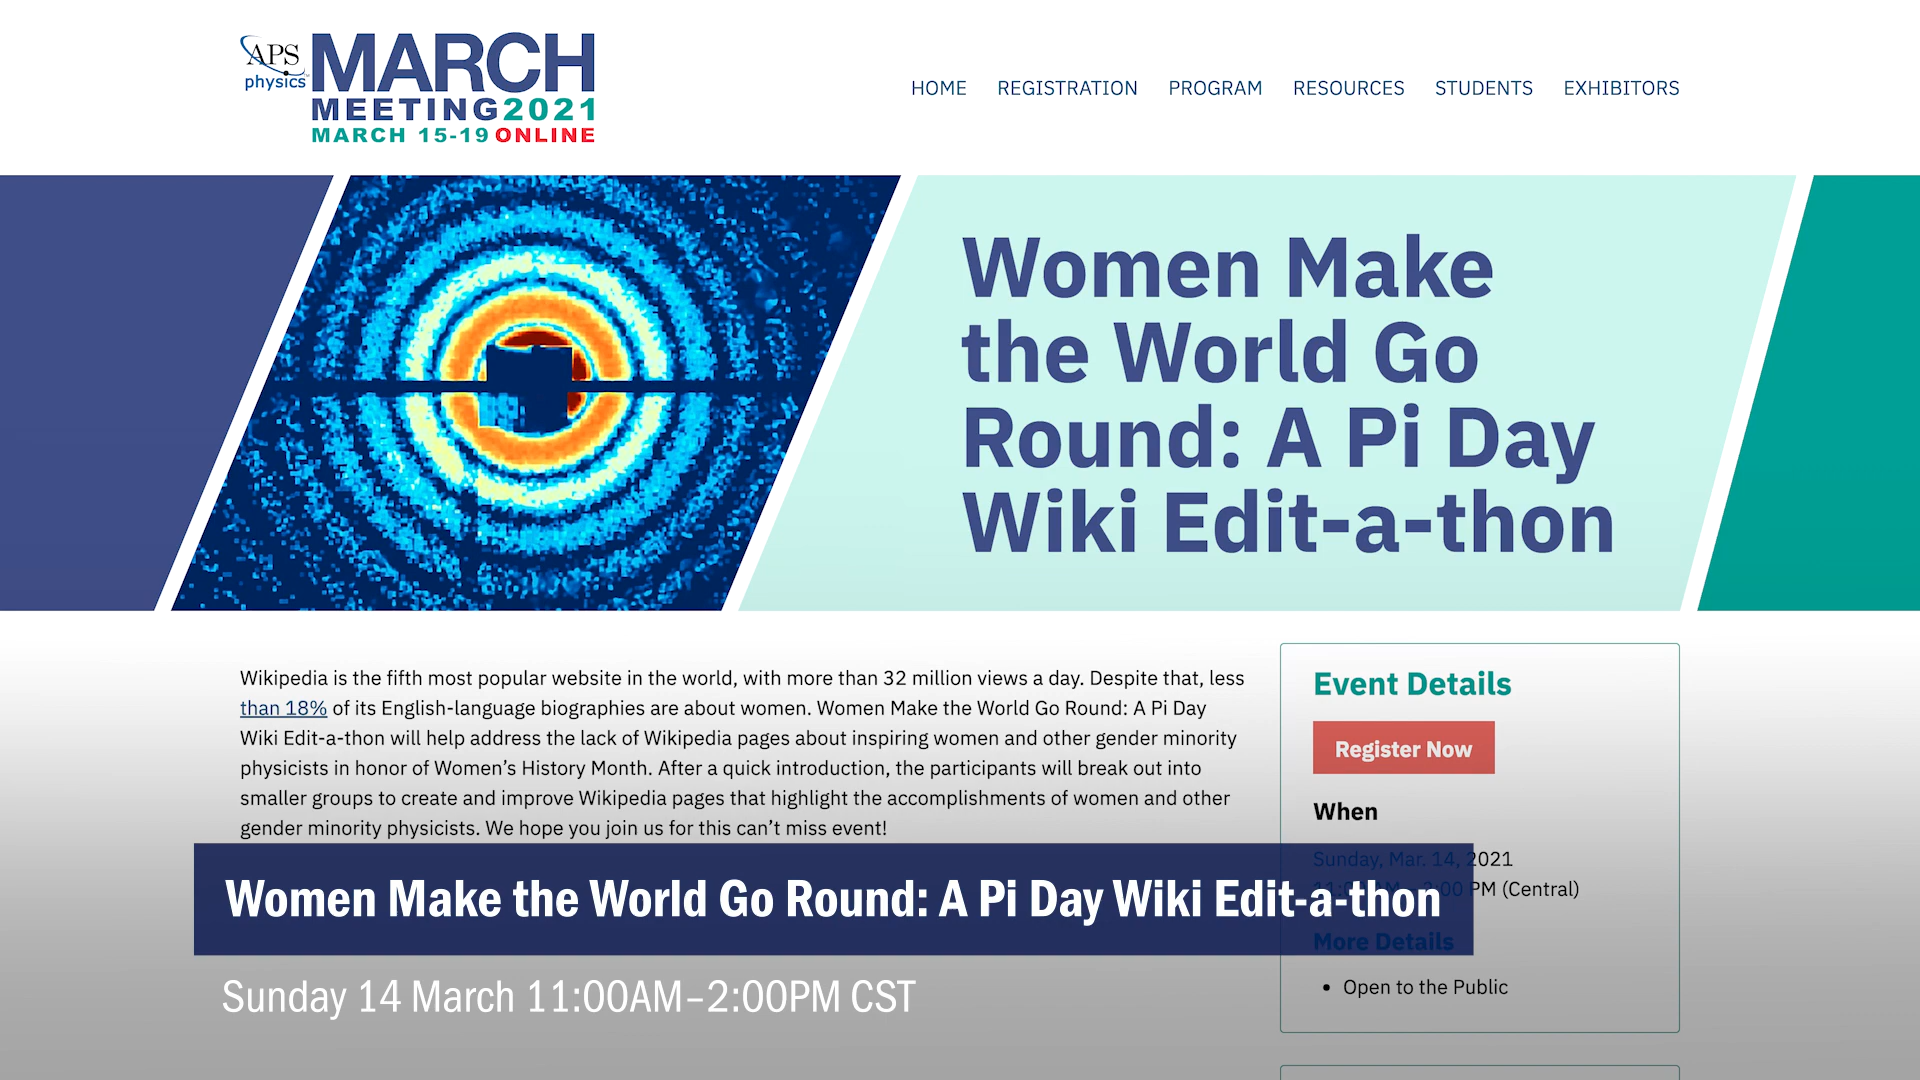 APS
physics
MARCH
MEETING 2021
MARCH 15-19 ONLINE
HOME REGISTRATION PROGRAM RESOURCES STUDENTS EXHIBITORS
Women Make
the World Go
Round: A Pi Day
Wiki Edit-a-thon
Wikipedia is the fifth most popular website in the world, with more than 32 million views a day. Despite that, less
than 18% of its English-language biographies are about women. Women Make the World Go Round: A Pi Day
Wiki Edit-a-thon will help address the lack of Wikipedia pages about inspiring women and other gender minority
physicists in honor of Women's History Month. After a quick introduction, the participants will break out into
smaller groups to create and improve Wikipedia pages that highlight the accomplishments of women and other
gender minority physicists. We hope you join us for this can't miss event!
Event Details
Register Now
When
Sunday, Mar. 14, 2021
PM (Central)
More Details
Open to the Public
Women Make the World Go Round: A Pi Day Wiki Edit-a-thon
Sunday 14 March 11:00AM–2:00PM CST